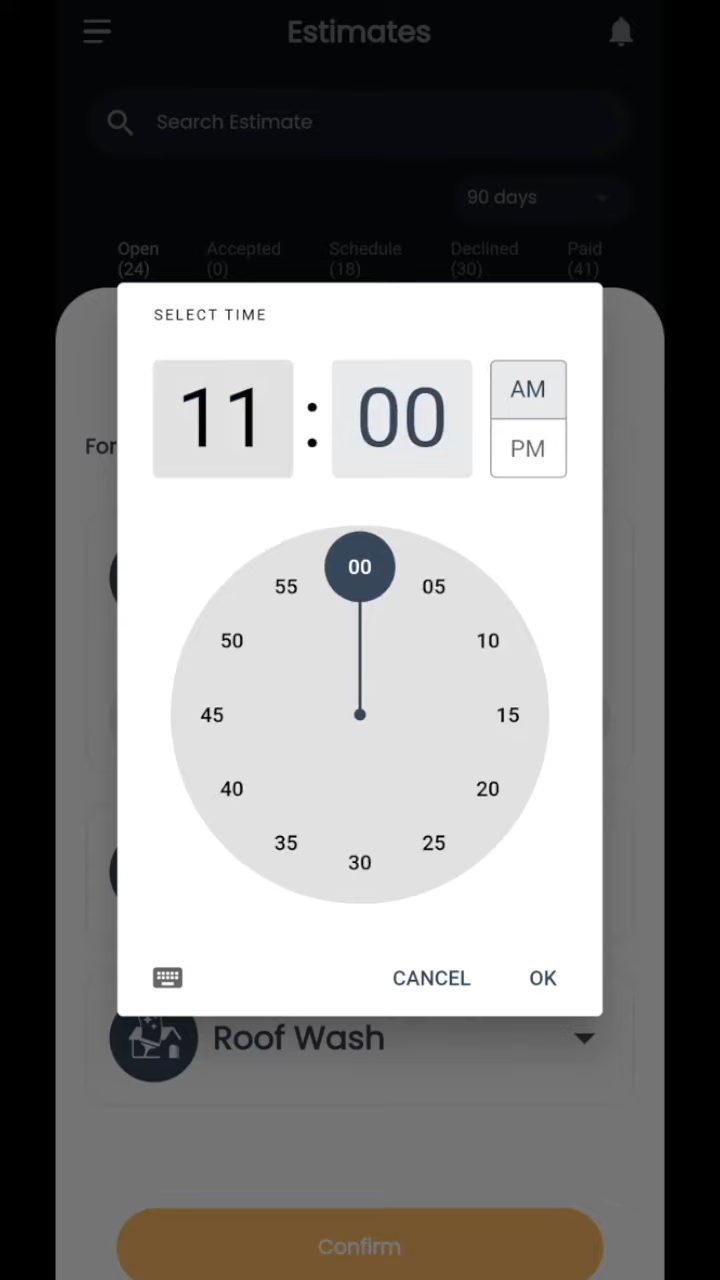 Estimates
Search Estimate
90 days
Open Accepted Schedule Declined Paid
(24) (0) (18) (30) (41)
SELECT TIME
11 : 00 AM
PM
For
00
55 05
50 10
45 15
40 20
35 25
30
CANCEL OK
Roof Wash
Confirm